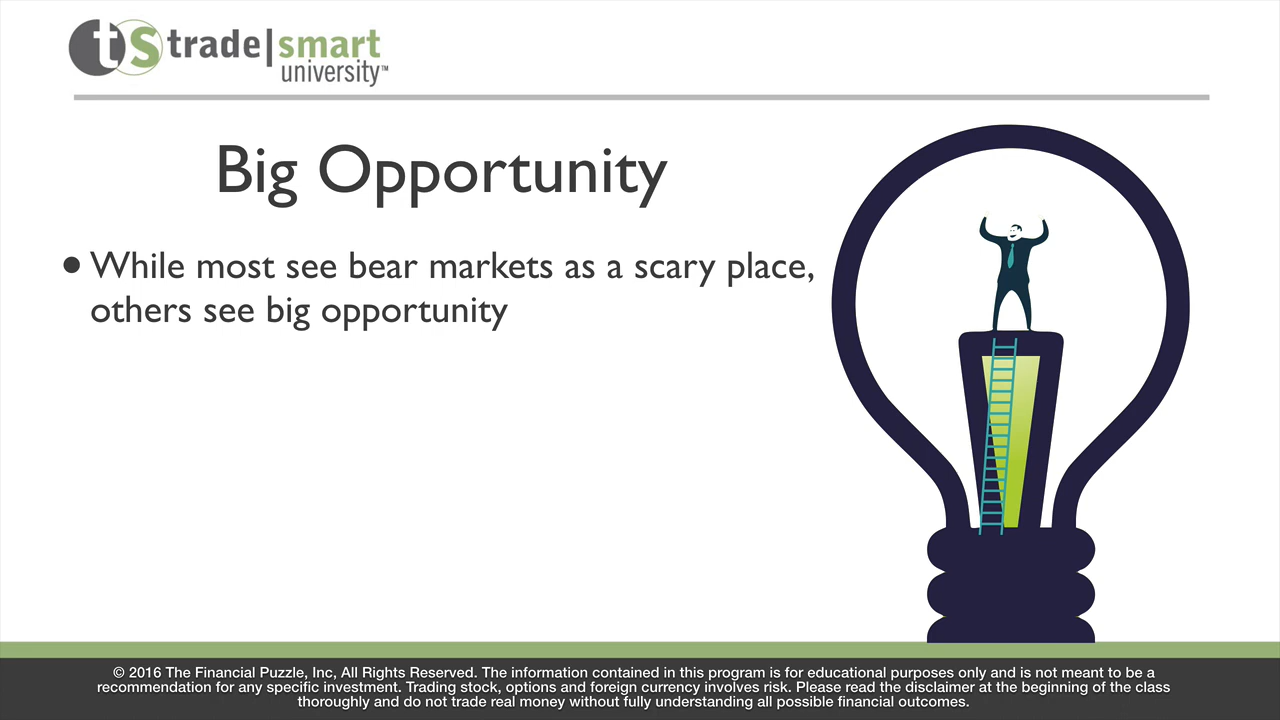 ts trade|smart
university™
Big Opportunity
• While most see bear markets as a scary place,
others see big opportunity
© 2016 The Financial Puzzle, Inc, All Rights Reserved. The information contained in this program is for educational purposes only and is not meant to be a
recommendation for any specific investment. Trading stock, options and foreign currency involves risk. Please read the disclaimer at the beginning of the class
thoroughly and do not trade real money without fully understanding all possible financial outcomes.